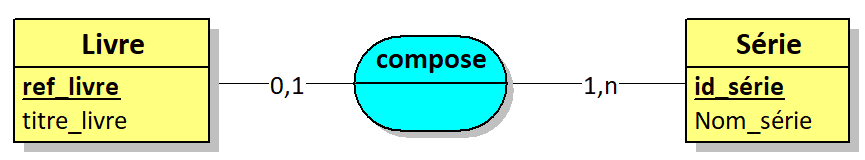 Livre
ref_livre
titre_livre
0,1
compose
1,n
Série
id_série
Nom_série